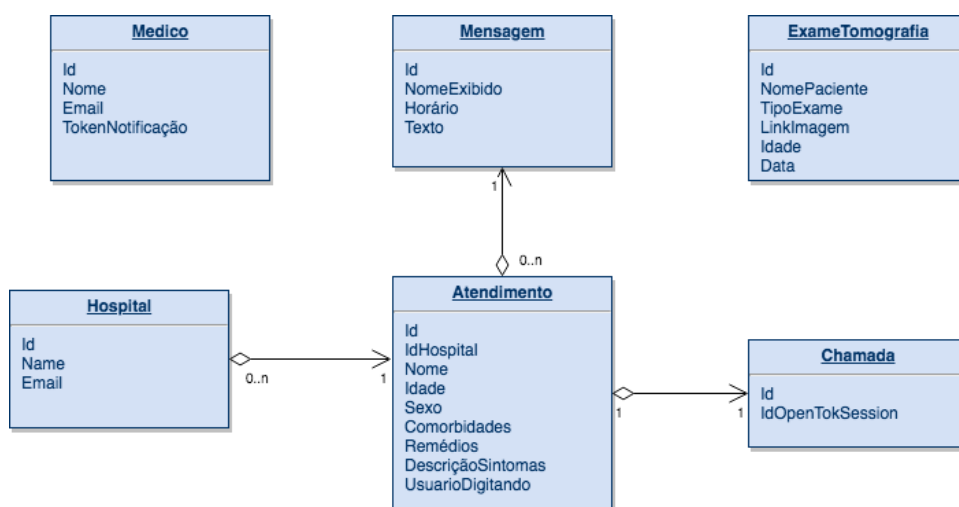 Medico
Id
Nome
Email
TokenNotificação
Mensagem
Id
NomeExibido
Horário
Texto
ExameTomografia
Id
NomePaciente
TipoExame
LinkImagem
Idade
Data
1
0..n
Hospital
Id
Name
Email
0..n
1
Atendimento
Id
IdHospital
Nome
Idade
Sexo
Comorbidades
Remédios
DescriçãoSintomas
UsuarioDigitando
1
1
Chamada
Id
IdOpenTokSession